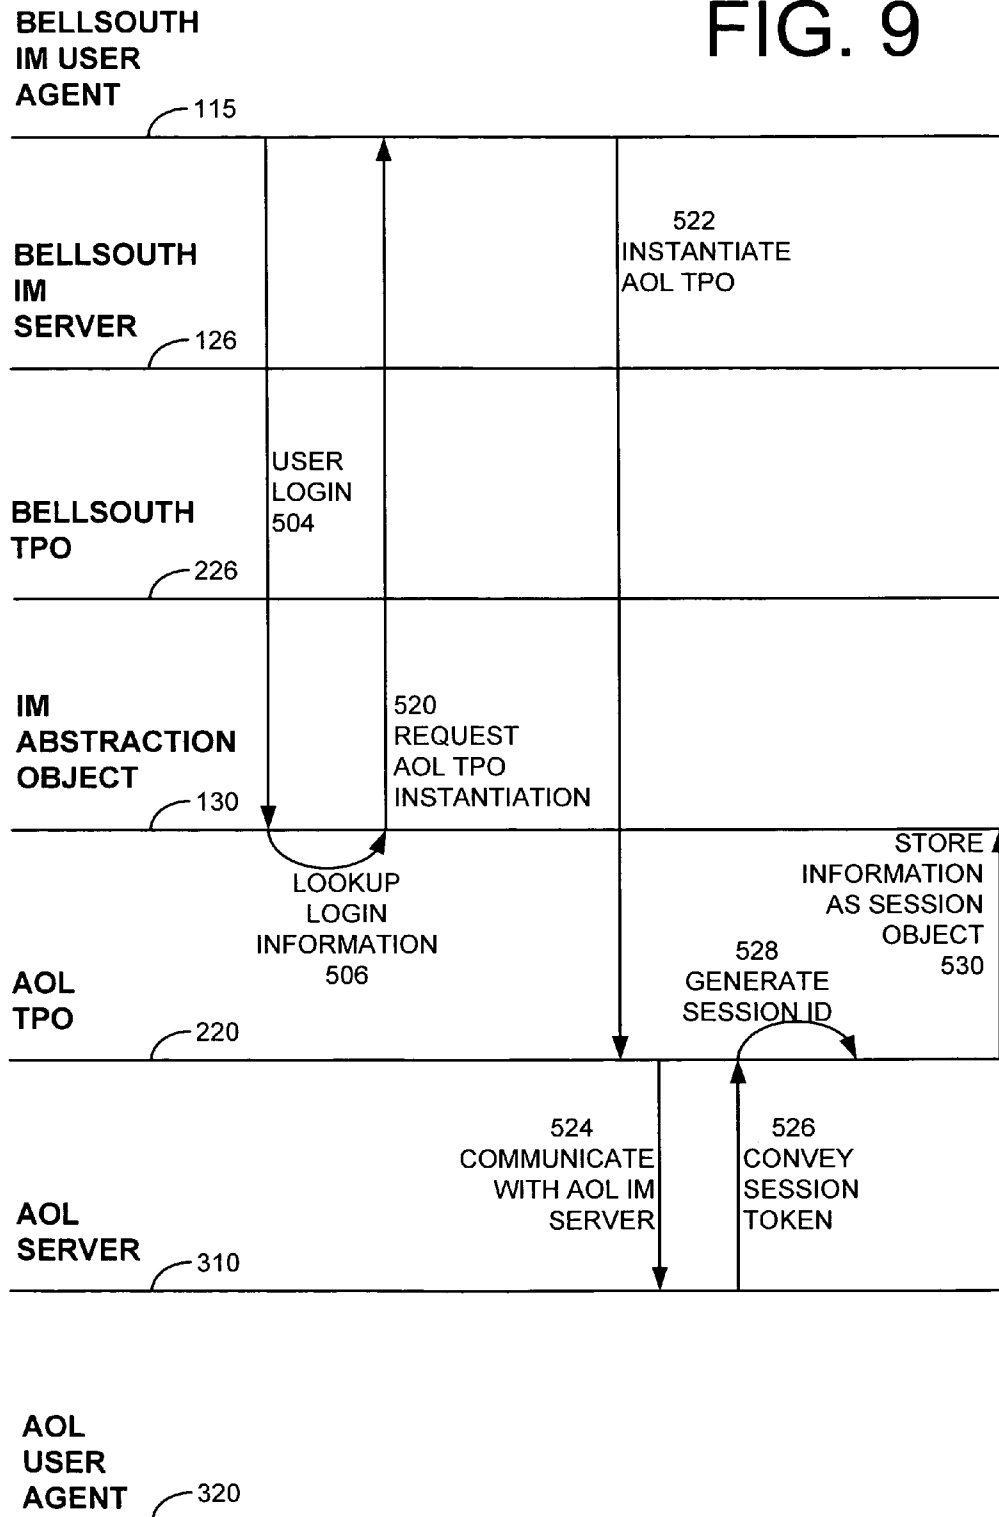 FIG. 9
BELLSOUTH
IM USER
AGENT
115
522
INSTANTIATE
AOL TPO
BELLSOUTH
IM
SERVER
126
USER
LOGIN
504
BELLSOUTH
TPO
226
IM
ABSTRACTION
OBJECT
130
520
REQUEST
AOL TPO
INSTANTIATION
LOOKUP
LOGIN
INFORMATION
506
STORE
INFORMATION
AS SESSION
OBJECT
530
528
GENERATE
SESSION ID
AOL
TPO
220
524
COMMUNICATE
WITH AOL IM
SERVER
526
CONVEY
SESSION
TOKEN
AOL
SERVER
310
AOL
USER
AGENT
320